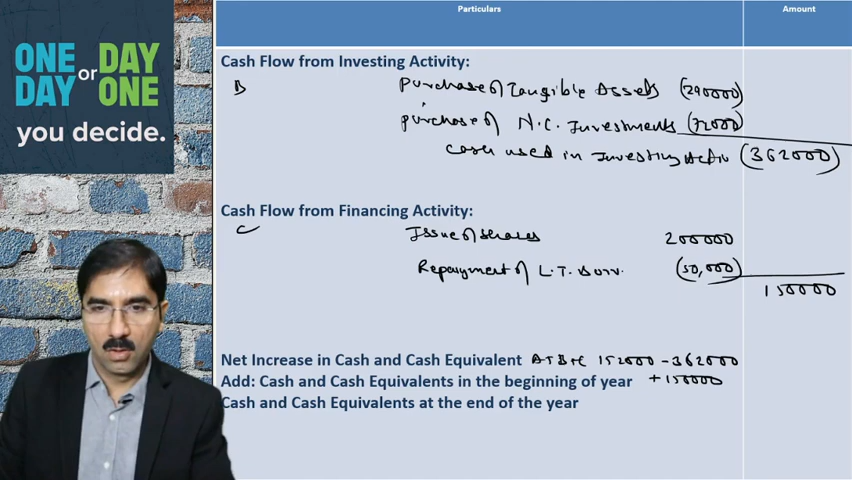 Particulars
Amount
ONE DAY or DAY ONE
you decide.
Cash Flow from Investing Activity:
B purchase of Tangible Assets (290000)
purchase of N.C. Investments (72000)
cash used in Investing Activ (362000)
Cash Flow from Financing Activity:
C Issue of shares 200000
Repayment of L.T. Borr. (50,000)
150000
Net Increase in Cash and Cash Equivalent A+B+C 152000 - 362000
Add: Cash and Cash Equivalents in the beginning of year + 150000
Cash and Cash Equivalents at the end of the year